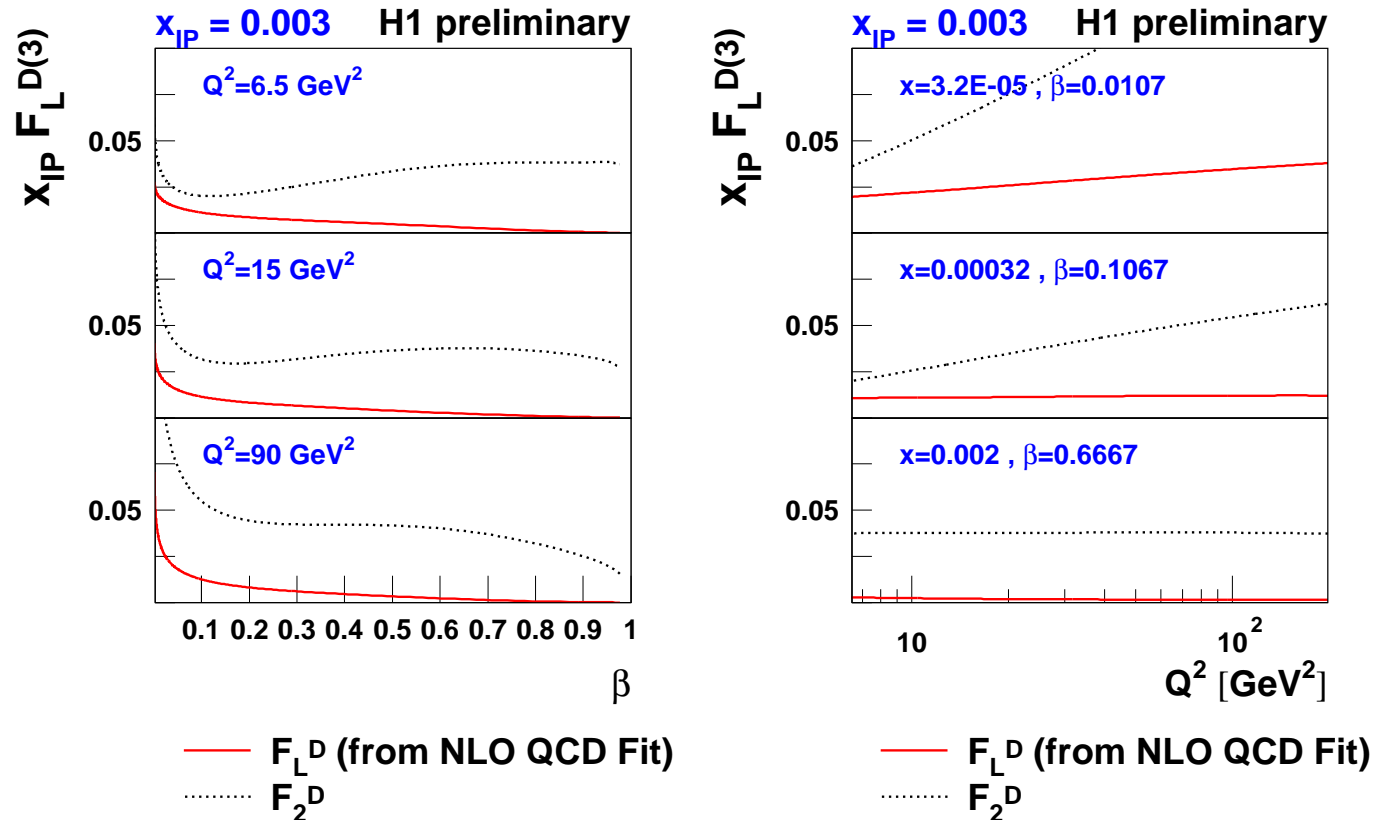 x_IP = 0.003 H1 preliminary
x_IP F_L^D(3)
Q^2=6.5 GeV^2
0.05
Q^2=15 GeV^2
0.05
Q^2=90 GeV^2
0.05
0.1 0.2 0.3 0.4 0.5 0.6 0.7 0.8 0.9 1
β
F_L^D (from NLO QCD Fit)
F_2^D
x_IP = 0.003 H1 preliminary
x_IP F_L^D(3)
x=3.2E-05 , β=0.0107
0.05
x=0.00032 , β=0.1067
0.05
x=0.002 , β=0.6667
0.05
10 10^2
Q^2 [GeV^2]
F_L^D (from NLO QCD Fit)
F_2^D